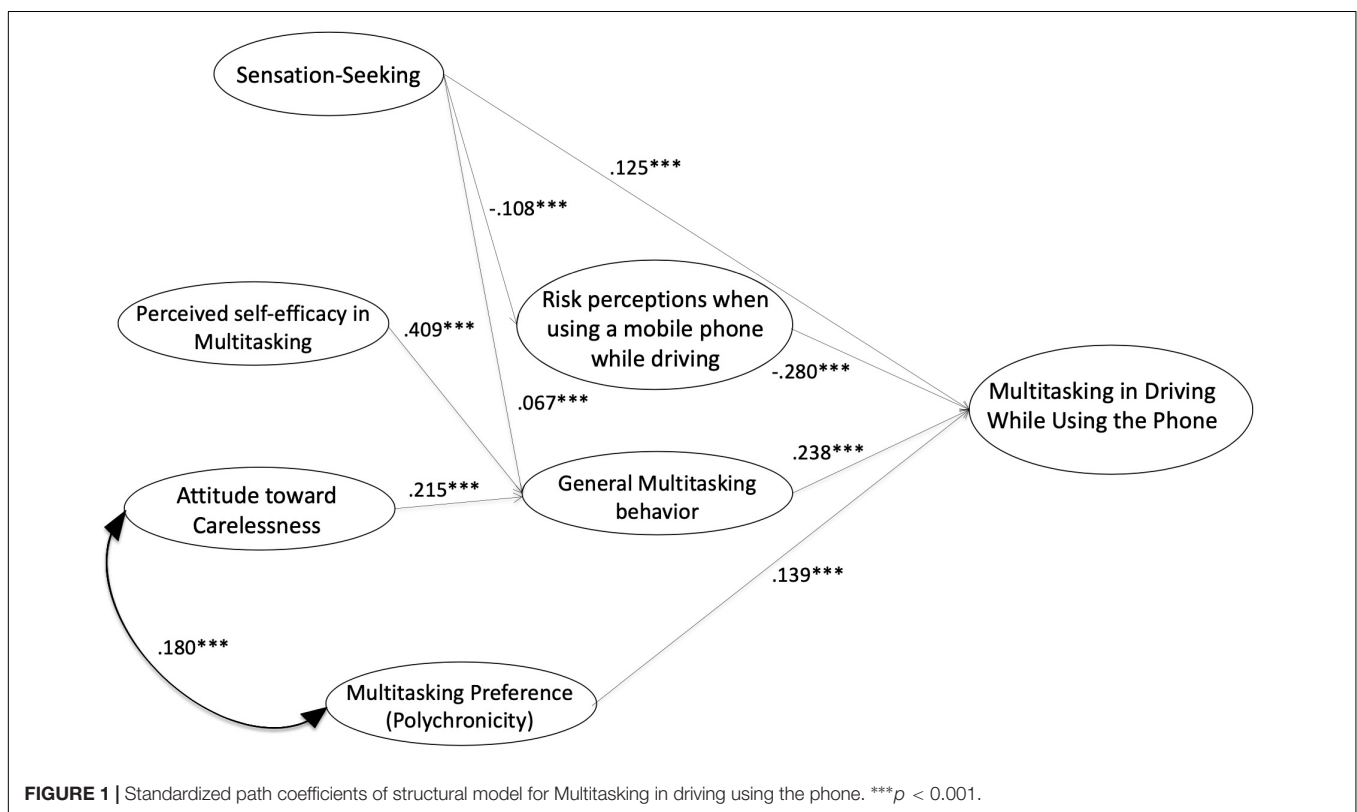 Sensation-Seeking
.125***
-.108***
Perceived self-efficacy in
Multitasking
.409***
Risk perceptions when
using a mobile phone
while driving
-.280***
.067***
Multitasking in Driving
While Using the Phone
Attitude toward
Carelessness
.215***
General Multitasking
behavior
.238***
.139***
.180***
Multitasking Preference
(Polychronicity)
FIGURE 1 | Standardized path coefficients of structural model for Multitasking in driving using the phone. ***p < 0.001.